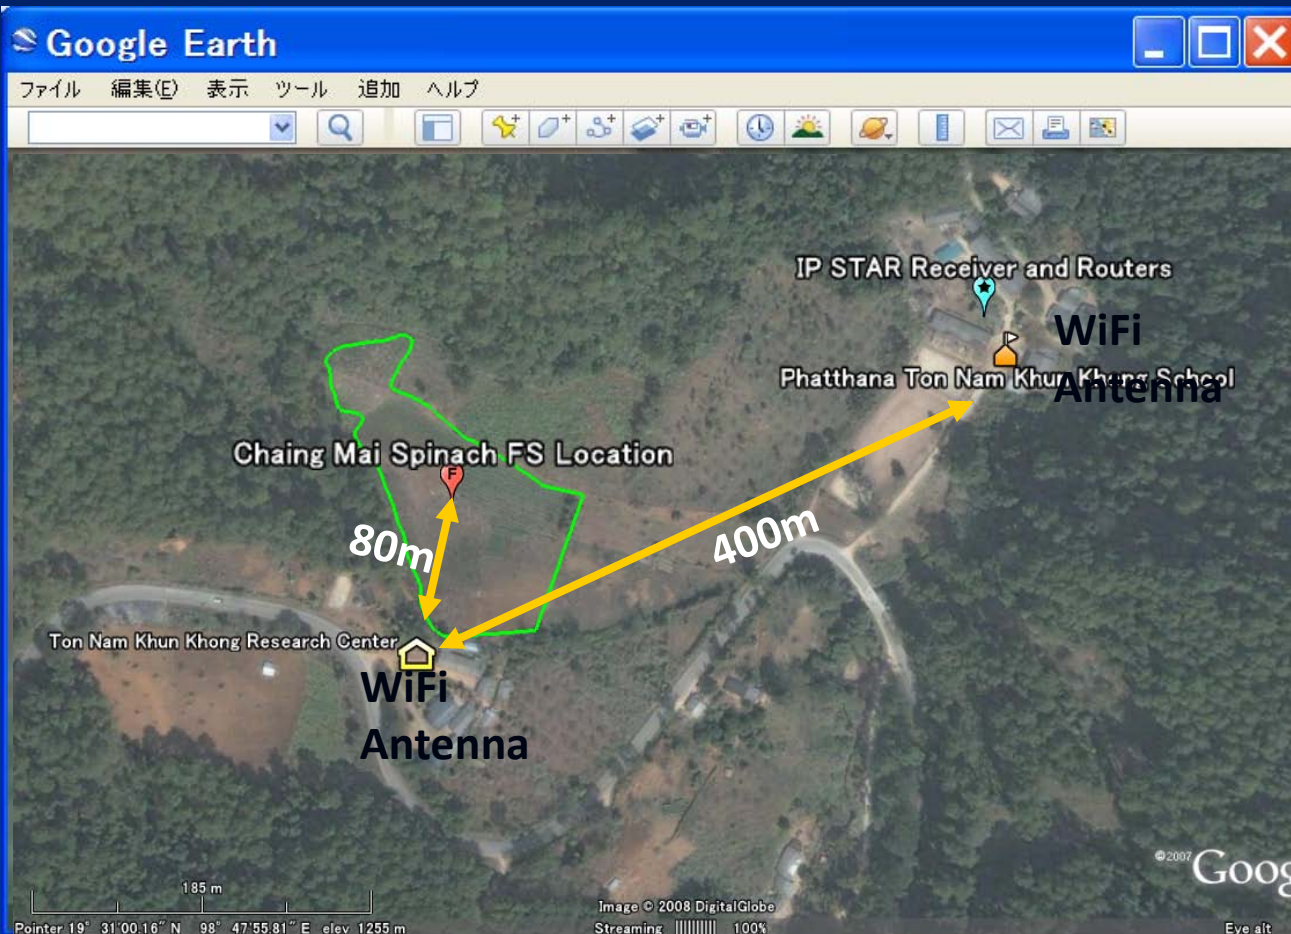 Google Earth
ファイル 編集(E) 表示 ツール 追加 ヘルプ
IP STAR Receiver and Routers
WiFi
Antenna
Phatthana Ton Nam Khun Khong School
Chaing Mai Spinach FS Location
F
80m
400m
Ton Nam Khun Khong Research Center
WiFi
Antenna
©2007 Goog
185 m
Image © 2008 DigitalGlobe
Pointer 19° 31'00.16" N 98° 47'55.81" E elev 1255 m
Streaming ||||||||| 100%
Eye alt